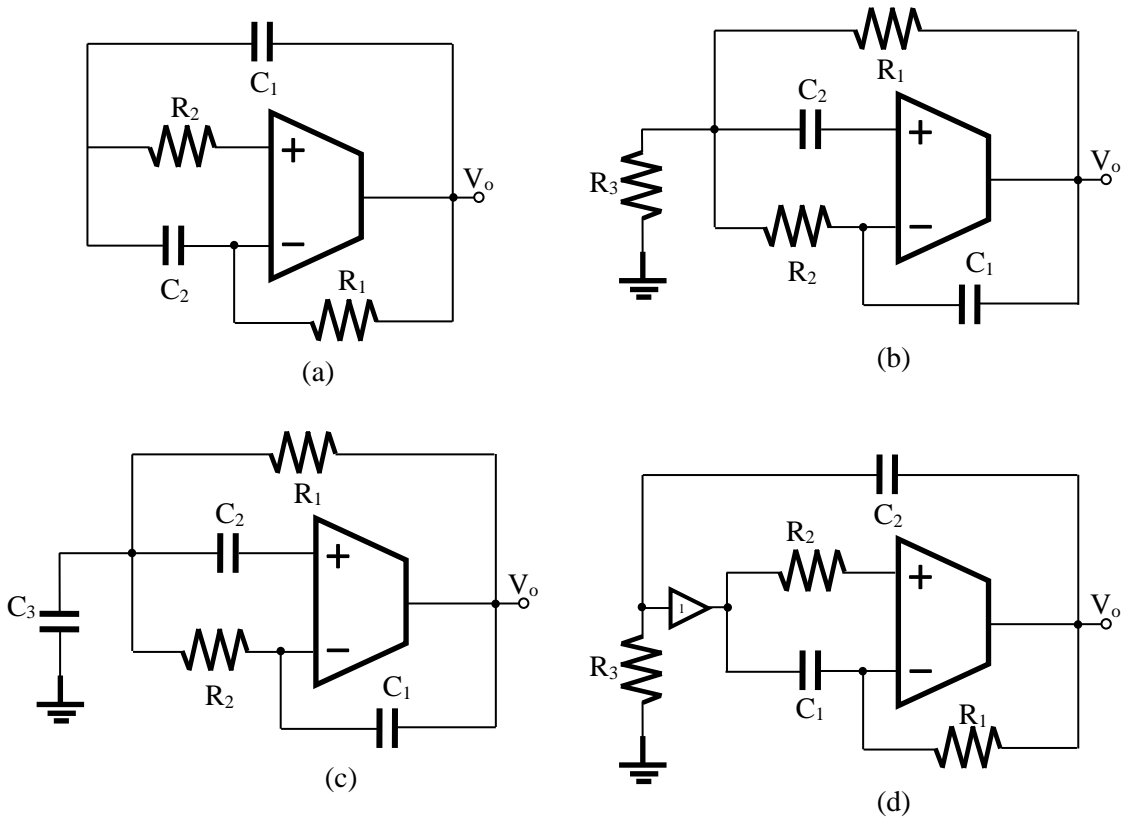 C₁
R₂
+
Vₒ
−
C₂
R₁
(a)
R₁
C₂
+
Vₒ
R₃
−
R₂
C₁
(b)
R₁
C₂
+
Vₒ
C₃
−
R₂
C₁
(c)
C₂
R₂
+
Vₒ
1
R₃
−
C₁
R₁
(d)